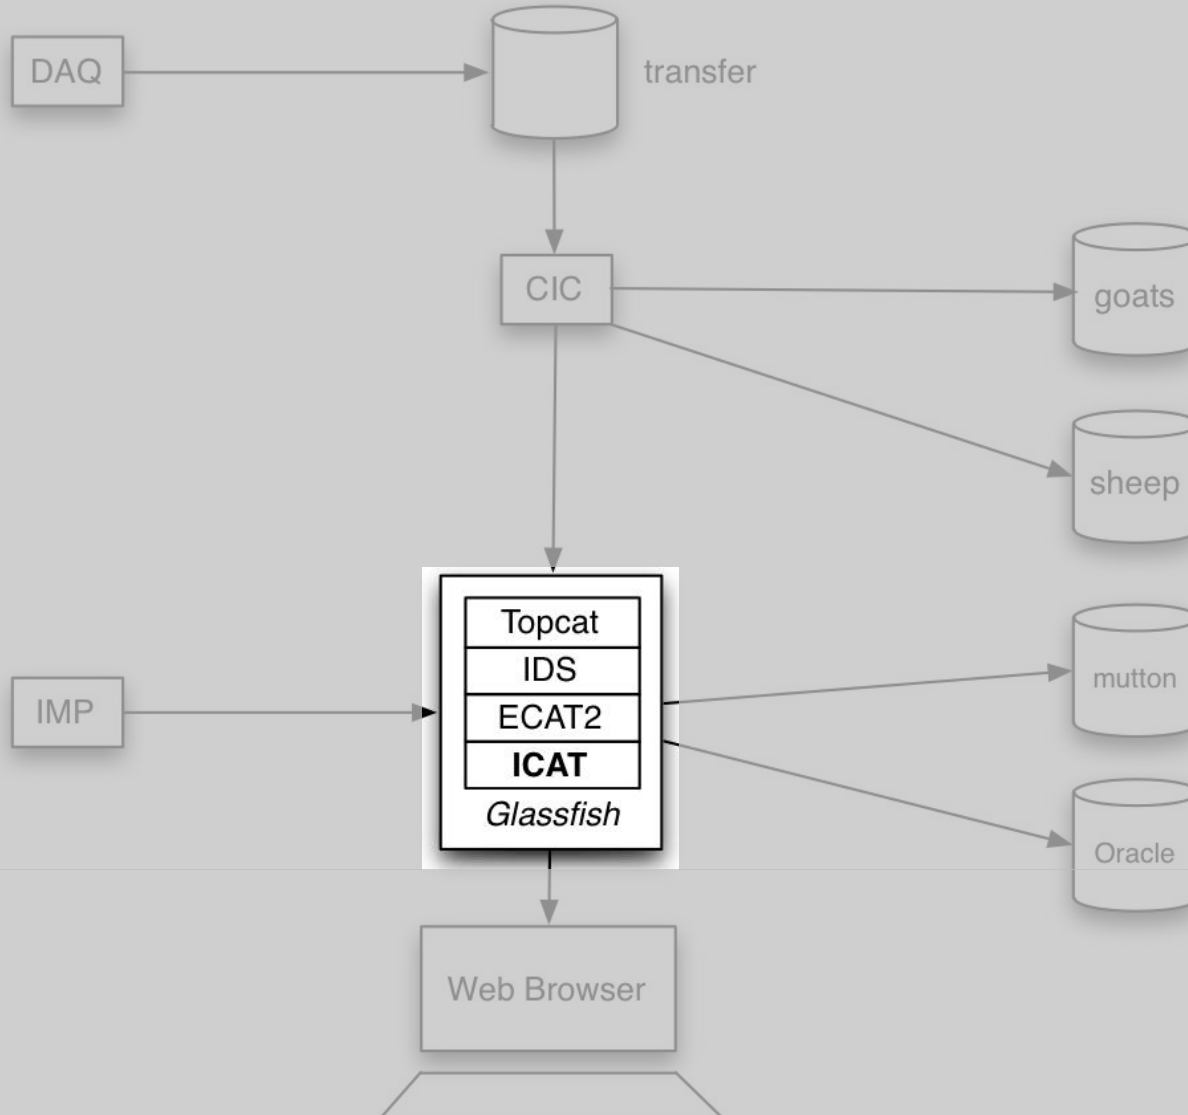 DAQ
transfer
CIC
goats
sheep
Topcat
IDS
ECAT2
ICAT
Glassfish
IMP
mutton
Oracle
Web Browser